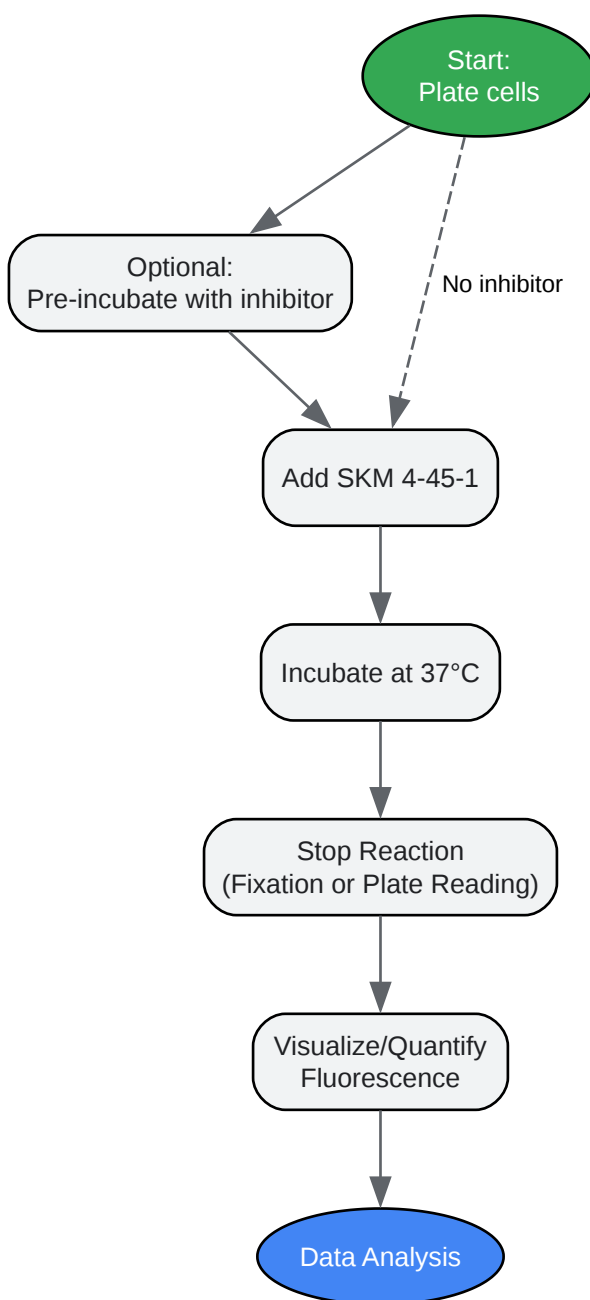 Start:
Plate cells
Optional:
Pre-incubate with inhibitor
No inhibitor
Add SKM 4-45-1
Incubate at 37°C
Stop Reaction
(Fixation or Plate Reading)
Visualize/Quantify
Fluorescence
Data Analysis